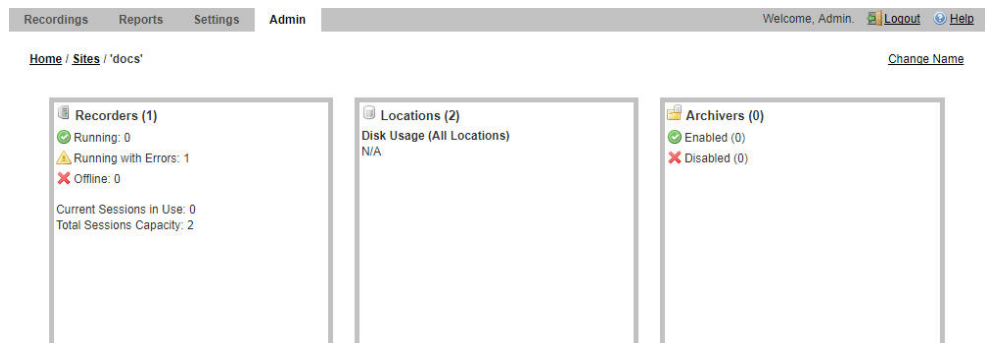 Recordings Reports Settings Admin Welcome, Admin. Logout Help
Home / Sites / 'docs' Change Name
Recorders (1)
Running: 0
Running with Errors: 1
Offline: 0
Current Sessions in Use: 0
Total Sessions Capacity: 2
Locations (2)
Disk Usage (All Locations)
N/A
Archivers (0)
Enabled (0)
Disabled (0)